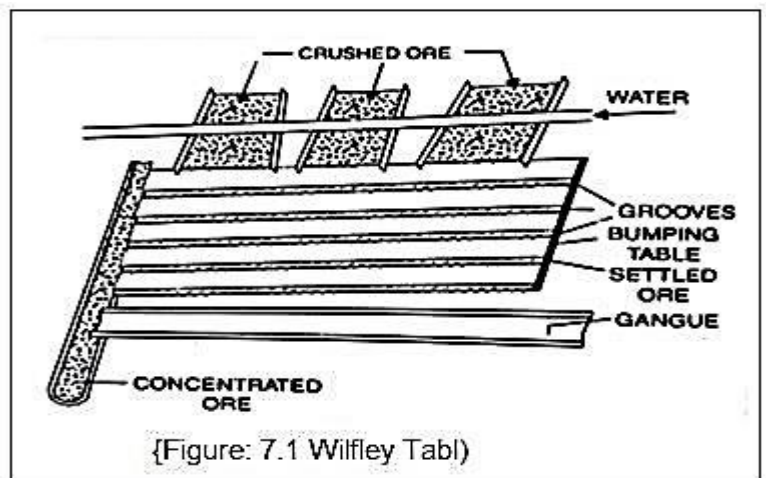 CRUSHED ORE
WATER
GROOVES
BUMPING
TABLE
SETTLED
ORE
GANGUE
CONCENTRATED
ORE
{Figure: 7.1 Wilfley Tabl)